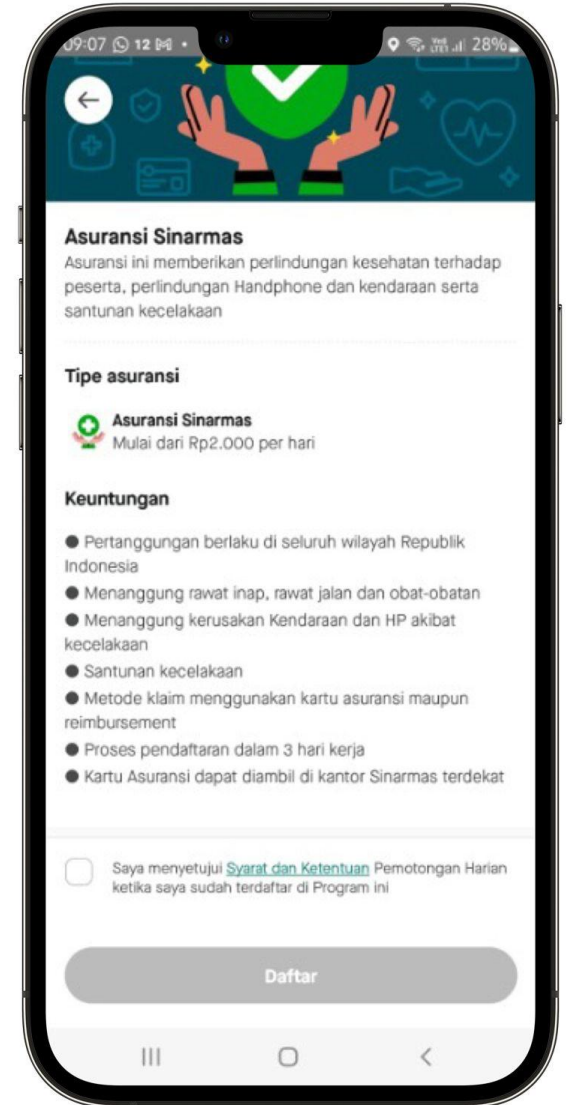 09:07 12
28%
Asuransi Sinarmas
Asuransi ini memberikan perlindungan kesehatan terhadap
peserta, perlindungan Handphone dan kendaraan serta
santunan kecelakaan
Tipe asuransi
Asuransi Sinarmas
Mulai dari Rp2.000 per hari
Keuntungan
● Pertanggungan berlaku di seluruh wilayah Republik
Indonesia
● Menanggung rawat inap, rawat jalan dan obat-obatan
● Menanggung kerusakan Kendaraan dan HP akibat
kecelakaan
● Santunan kecelakaan
● Metode klaim menggunakan kartu asuransi maupun
reimbursement
● Proses pendaftaran dalam 3 hari kerja
● Kartu Asuransi dapat diambil di kantor Sinarmas terdekat
Saya menyetujui Syarat dan Ketentuan Pemotongan Harian
ketika saya sudah terdaftar di Program ini
Daftar